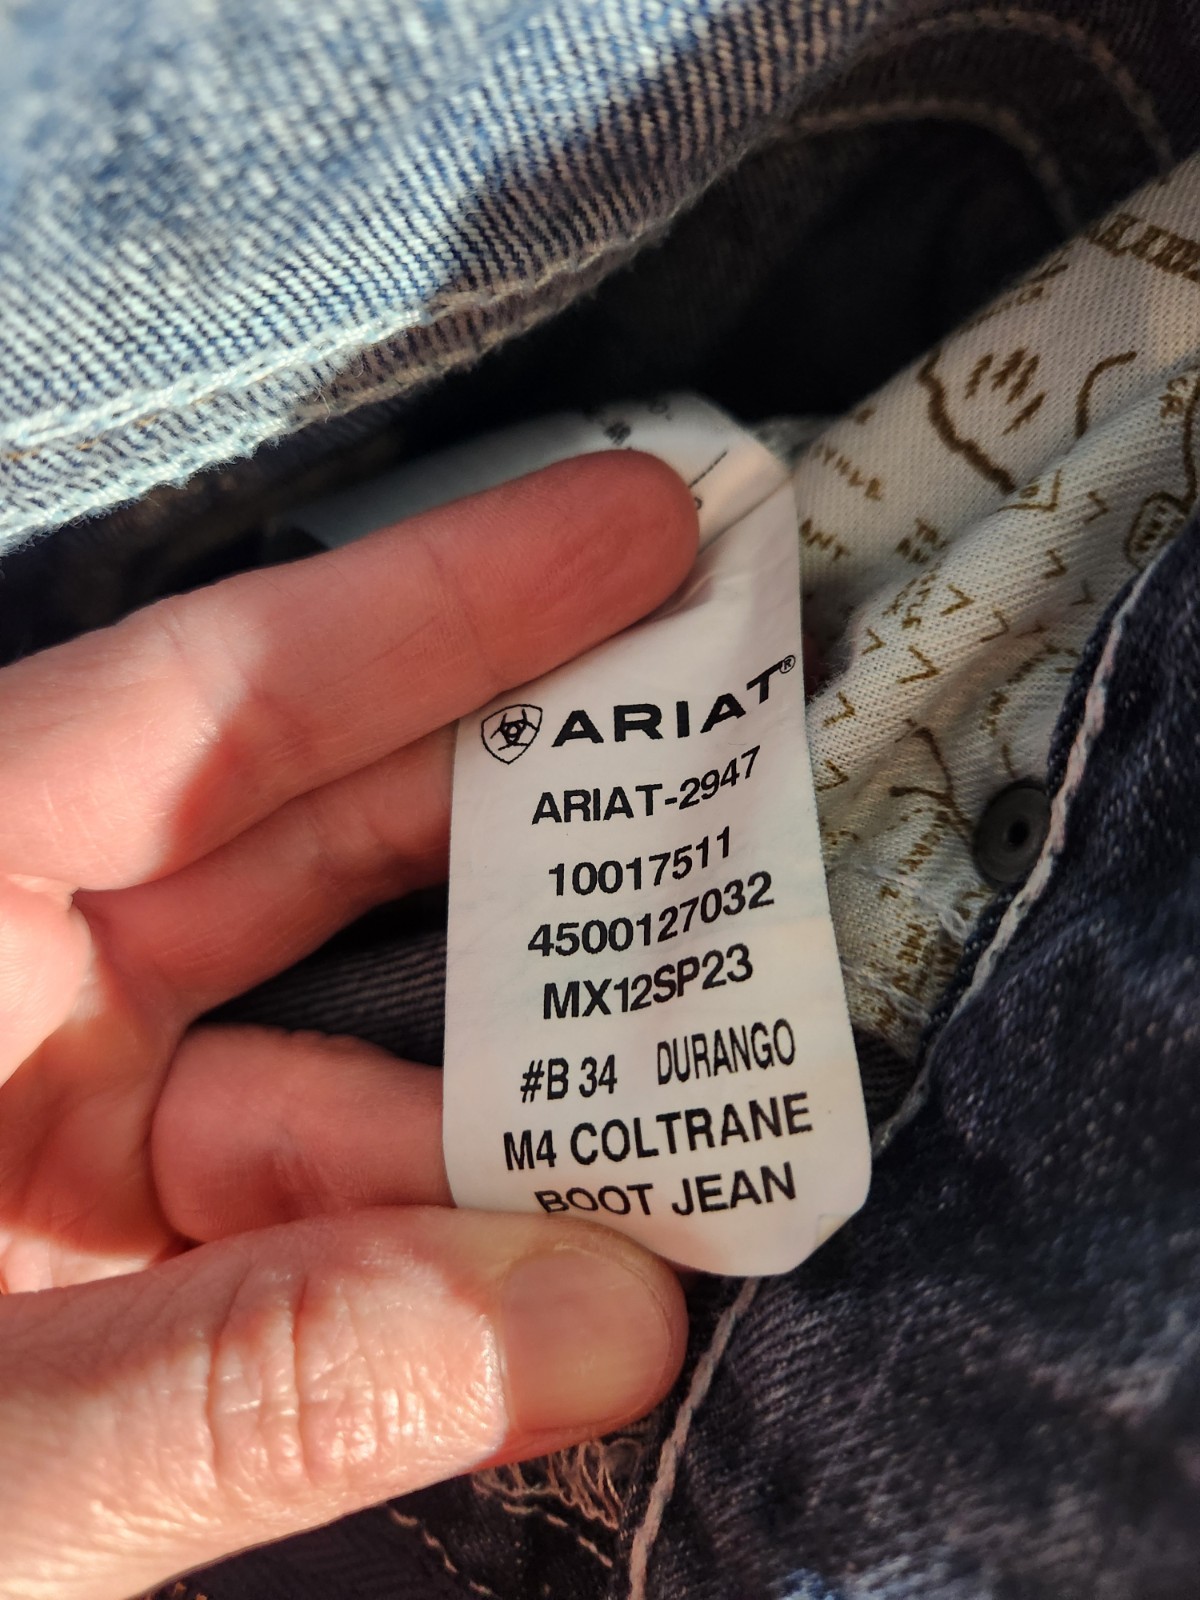 ARIAT®
ARIAT-2947
10017511
4500127032
MX12SP23
#B 34 DURANGO
M4 COLTRANE
BOOT JEAN